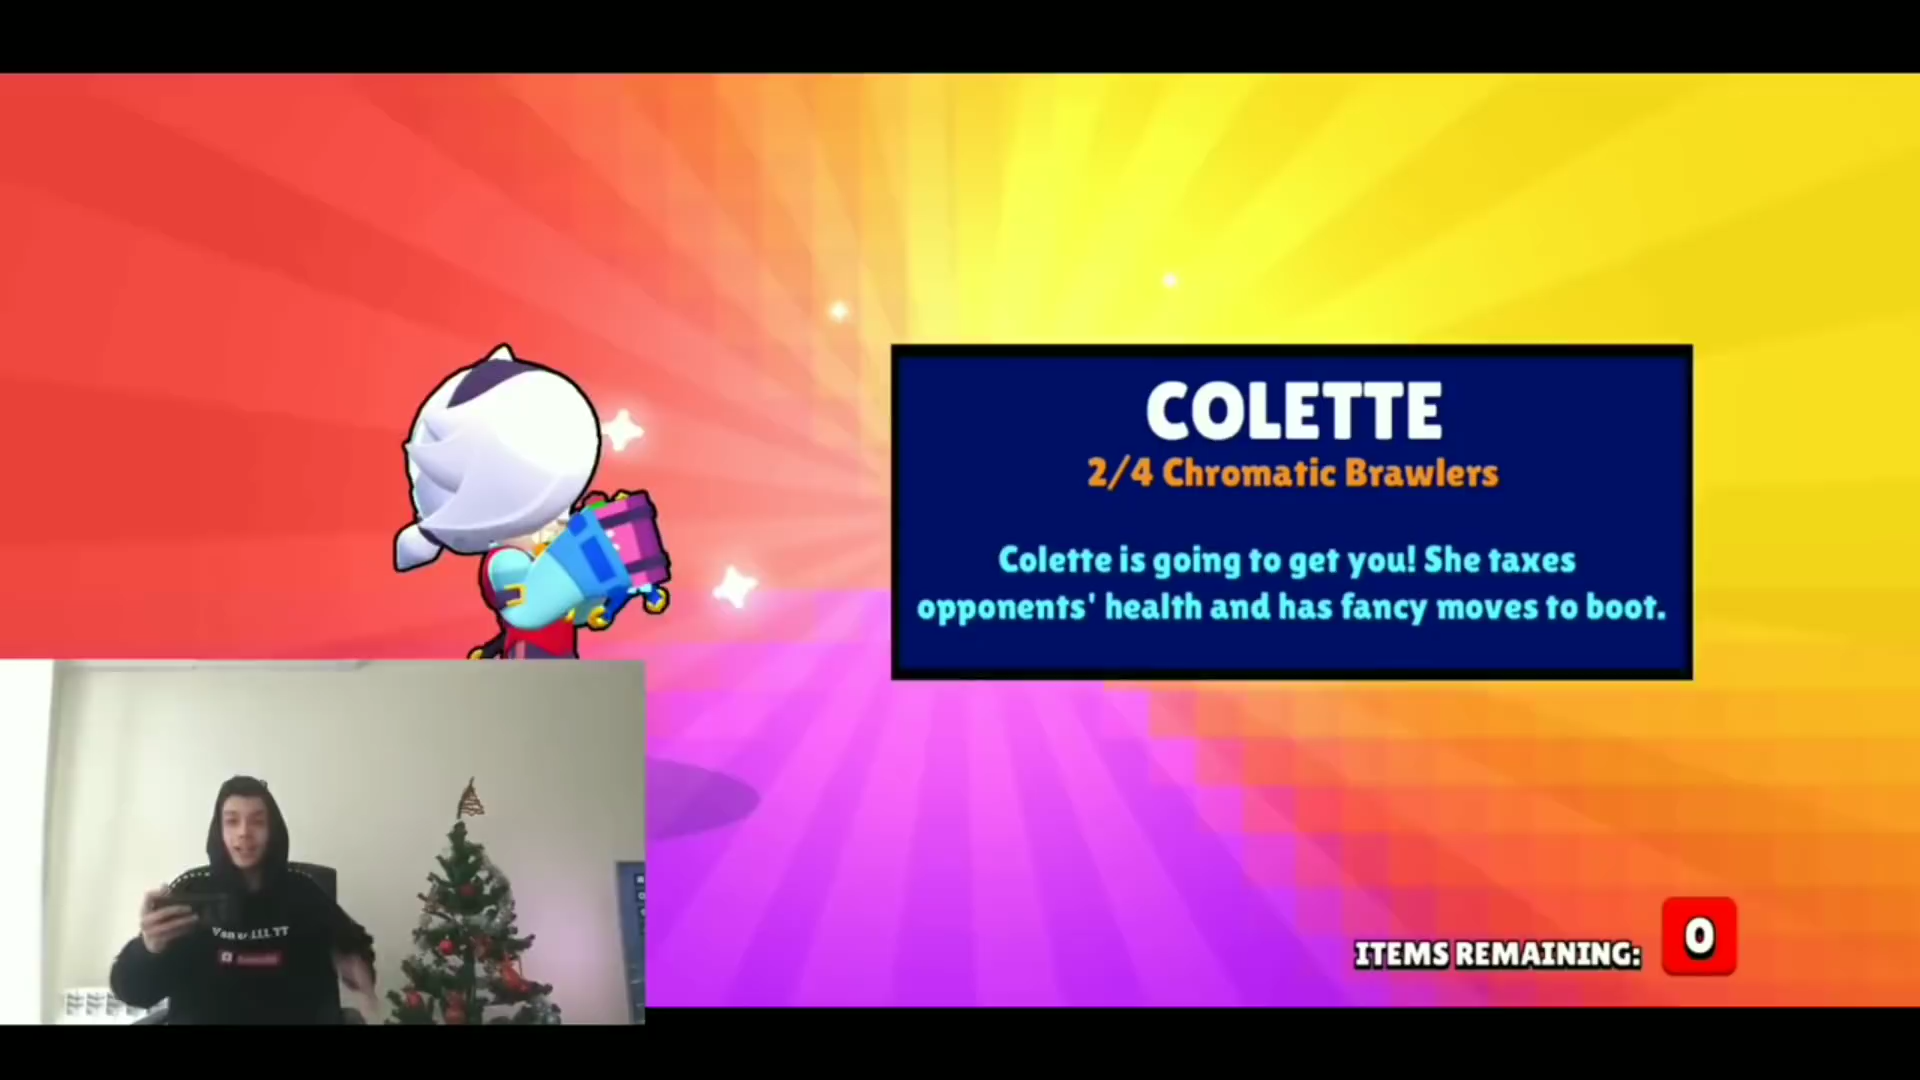 COLETTE
2/4 Chromatic Brawlers
Colette is going to get you! She taxes
opponents' health and has fancy moves to boot.
ITEMS REMAINING: 0